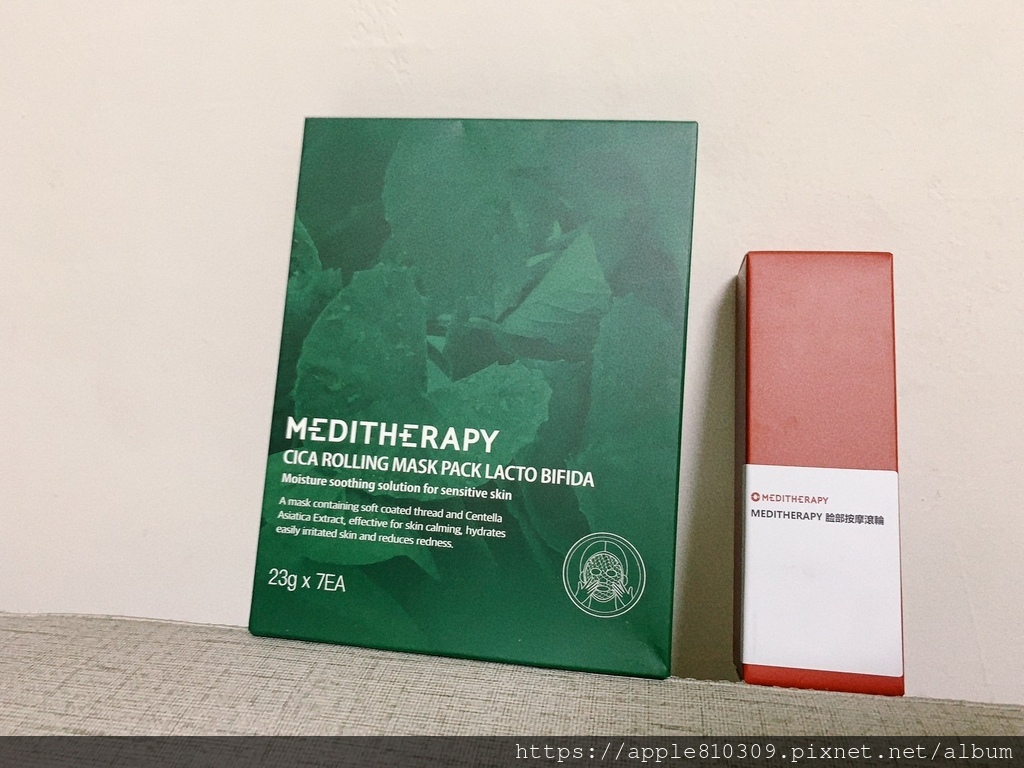 MEDITHERAPY
CICA ROLLING MASK PACK LACTO BIFIDA
Moisture soothing solution for sensitive skin
A mask containing soft coated thread and Centella
Asiatica Extract, effective for skin calming, hydrates
easily irritated skin and reduces redness.
23g x 7EA
MEDITHERAPY
MEDITHERAPY 臉部按摩滾輪
https://apple810309.pixnet.net/album